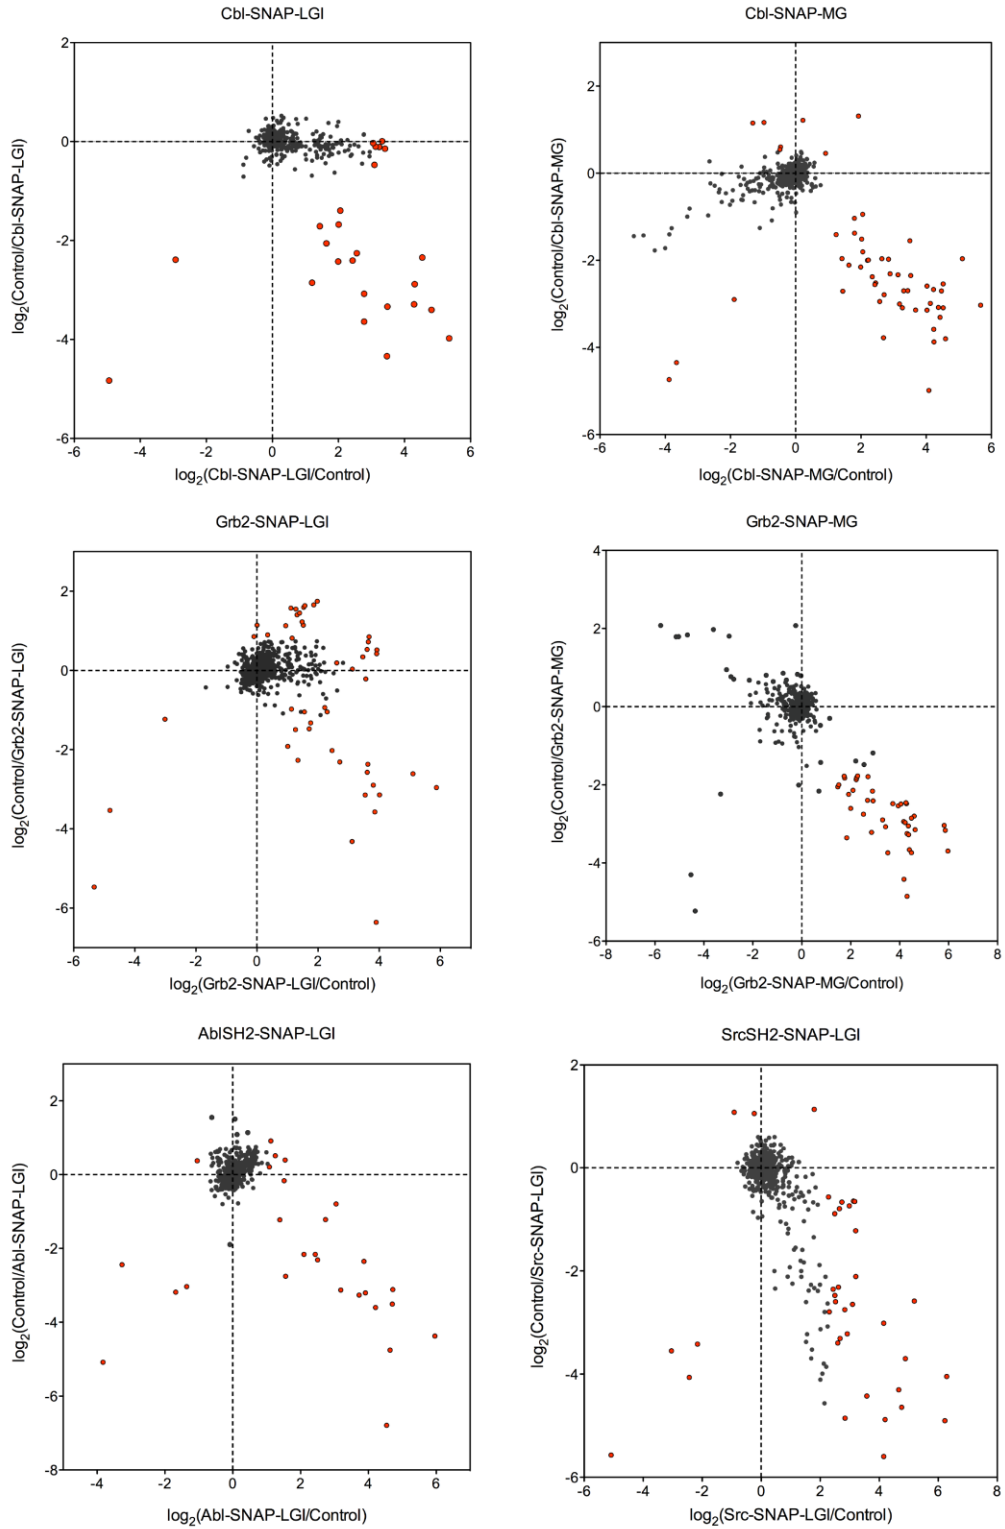 Cbl-SNAP-LGI
2
0
-2
-4
-6
-6 -4 -2 0 2 4 6
log2(Control/Cbl-SNAP-LGI)
log2(Cbl-SNAP-LGI/Control)
Cbl-SNAP-MG
2
0
-2
-4
-6
-6 -4 -2 0 2 4 6
log2(Control/Cbl-SNAP-MG)
log2(Cbl-SNAP-MG/Control)
Grb2-SNAP-LGI
2
0
-2
-4
-6
-6 -4 -2 0 2 4 6
log2(Control/Grb2-SNAP-LGI)
log2(Grb2-SNAP-LGI/Control)
Grb2-SNAP-MG
4
2
0
-2
-4
-6
-8 -6 -4 -2 0 2 4 6 8
log2(Control/Grb2-SNAP-MG)
log2(Grb2-SNAP-MG/Control)
AblSH2-SNAP-LGI
2
0
-2
-4
-6
-8
-4 -2 0 2 4 6
log2(Control/Abl-SNAP-LGI)
log2(Abl-SNAP-LGI/Control)
SrcSH2-SNAP-LGI
2
0
-2
-4
-6
-6 -4 -2 0 2 4 6 8
log2(Control/Src-SNAP-LGI)
log2(Src-SNAP-LGI/Control)